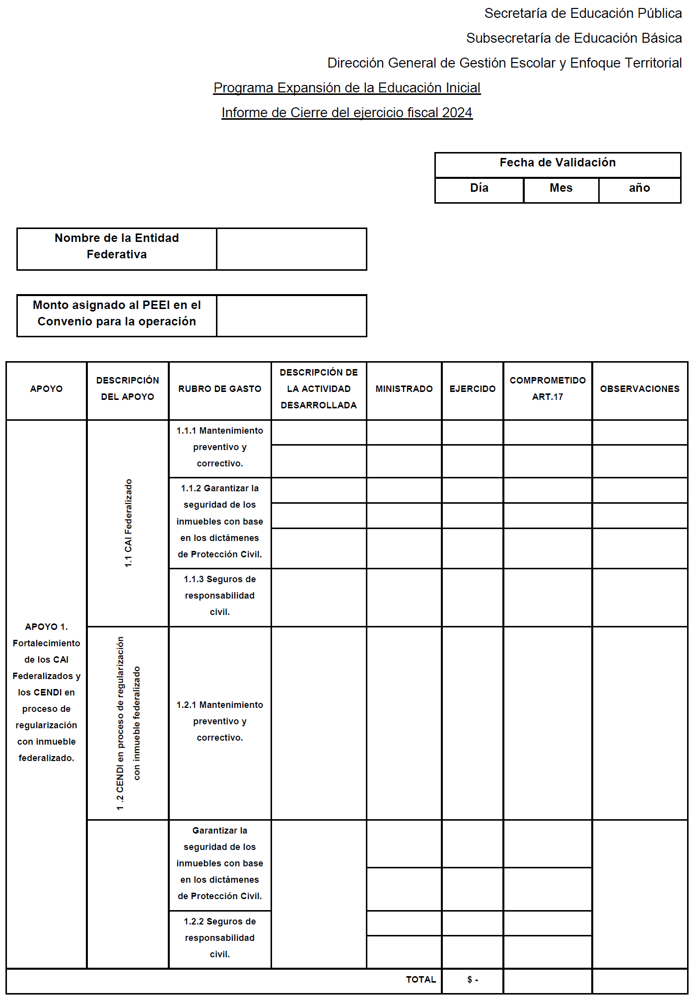 Secretaría de Educación Pública
Subsecretaría de Educación Básica
Dirección General de Gestión Escolar y Enfoque Territorial
Programa Expansión de la Educación Inicial
Informe de Cierre del ejercicio fiscal 2024
Fecha de Validación
Día Mes año
Nombre de la Entidad
Federativa
Monto asignado al PEEI en el
Convenio para la operación
APOYO
DESCRIPCIÓN
DEL APOYO
RUBRO DE GASTO
DESCRIPCIÓN DE
LA ACTIVIDAD
DESARROLLADA
MINISTRADO
EJERCIDO
COMPROMETIDO
ART.17
OBSERVACIONES
APOYO 1.
Fortalecimiento
de los CAI
Federalizados y
los CENDI en
proceso de
regularización
con inmueble
federalizado.
1.1 CAI Federalizado
1.1.1 Mantenimiento
preventivo y
correctivo.
1.1.2 Garantizar la
seguridad de los
inmuebles con base
en los dictámenes
de Protección Civil.
1.1.3 Seguros de
responsabilidad
civil.
1 .2 CENDI en proceso de regularización
con inmueble federalizado
1.2.1 Mantenimiento
preventivo y
correctivo.
Garantizar la
seguridad de los
inmuebles con base
en los dictámenes
de Protección Civil.
1.2.2 Seguros de
responsabilidad
civil.
TOTAL $ -